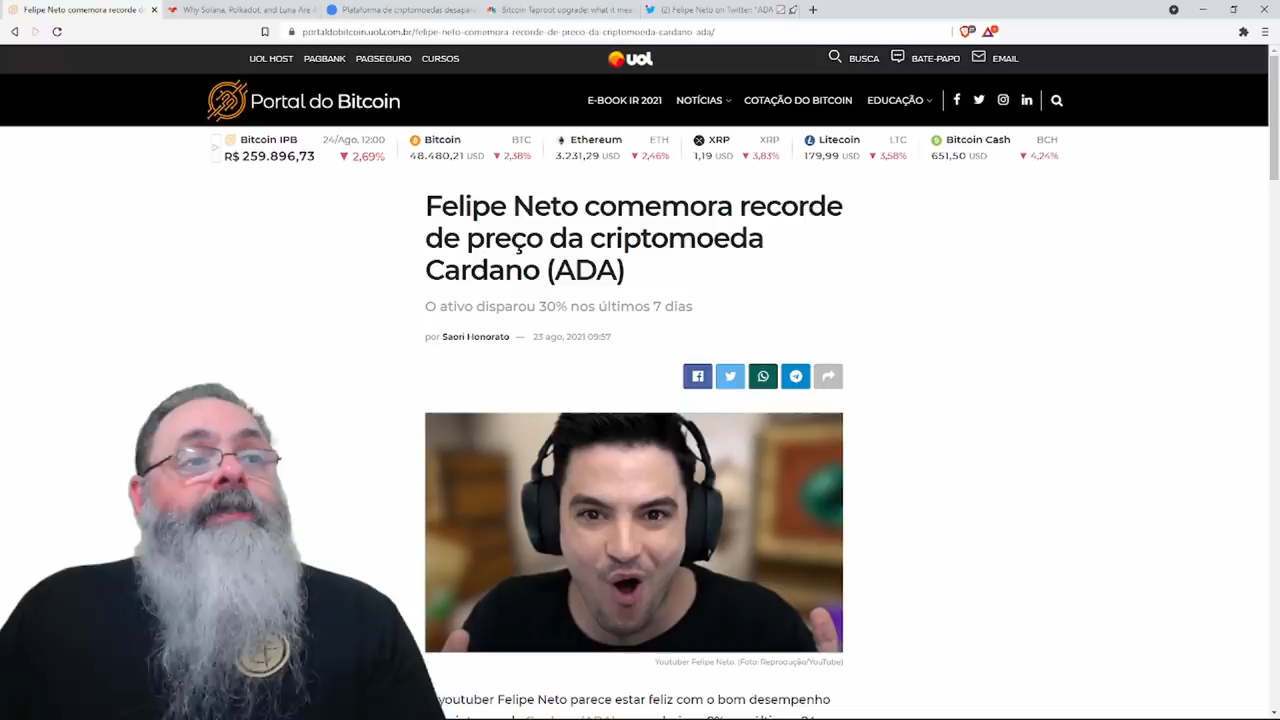 Felipe Neto comemora recorde d
Why Solana, Polkadot, and Luna Are A
Plataforma de criptomoedas desapar
Bitcoin Taproot upgrade: what it mea
(2) Felipe Neto on Twitter: "ADA
portaldobitcoin.uol.com.br/felipe-neto-comemora-recorde-de-preco-da-criptomoeda-cardano-ada/
UOL HOST PAGBANK PAGSEGURO CURSOS UOL BUSCA BATE-PAPO EMAIL
Portal do Bitcoin E-BOOK IR 2021 NOTÍCIAS COTAÇÃO DO BITCOIN EDUCAÇÃO
Bitcoin IPB 24/Ago. 12:00 Bitcoin BTC Ethereum ETH XRP XRP Litecoin LTC Bitcoin Cash BCH
R$ 259.896,73 ▼ 2,69% 48.480,21 USD ▼ 2,38% 3.231,29 USD ▼ 2,46% 1,19 USD ▼ 3,83% 179,99 USD ▼ 3,58% 651,50 USD ▼ 4,24%
Felipe Neto comemora recorde
de preço da criptomoeda
Cardano (ADA)
O ativo disparou 30% nos últimos 7 dias
por Saori Honorato — 23 ago, 2021 09:57
Youtuber Felipe Neto. (Foto: Reprodução/YouTube)
youtuber Felipe Neto parece estar feliz com o bom desempenho